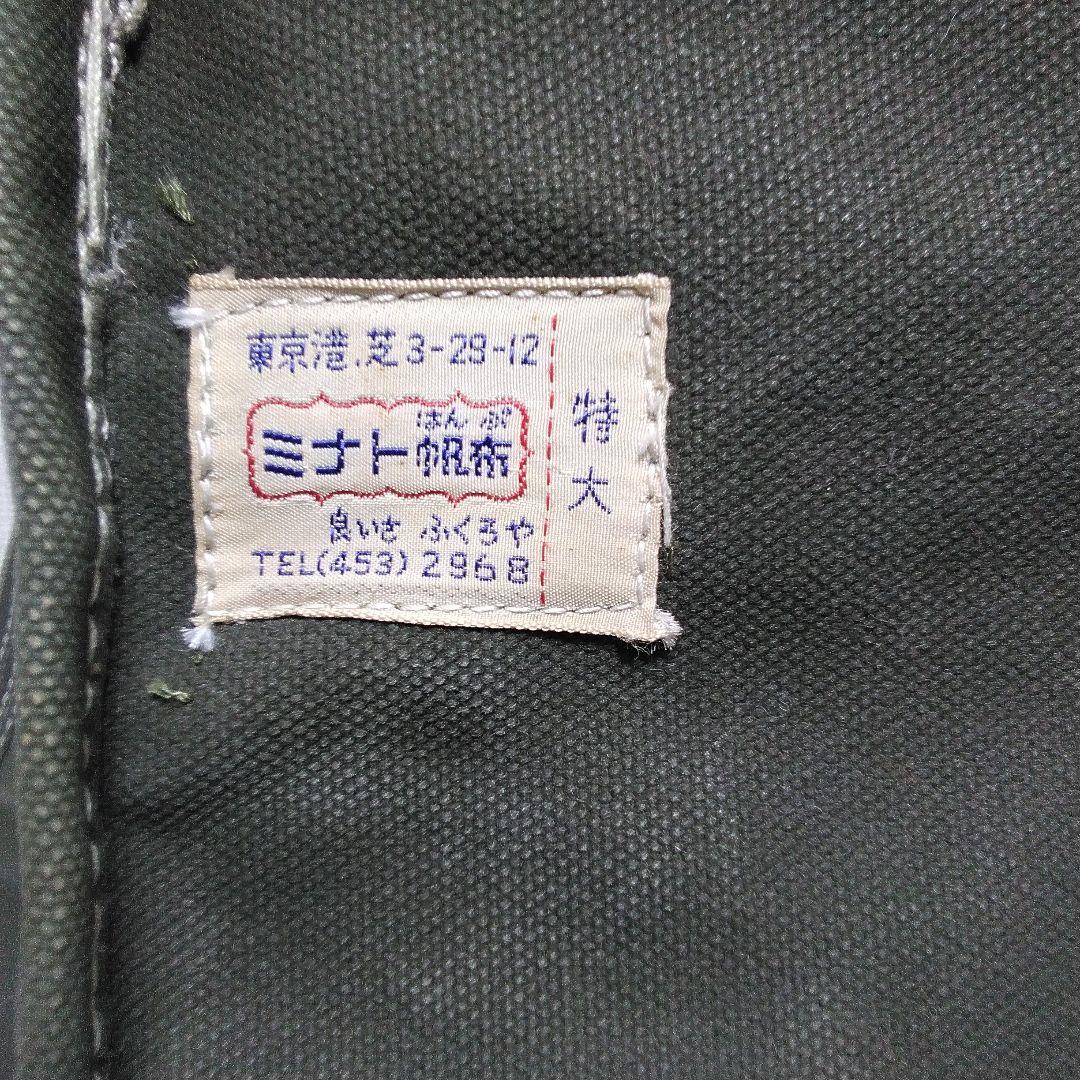 東京港.芝3-29-12
はんぷ
ミナト帆布
良いさ ふくろや
TEL(453)2968
特大